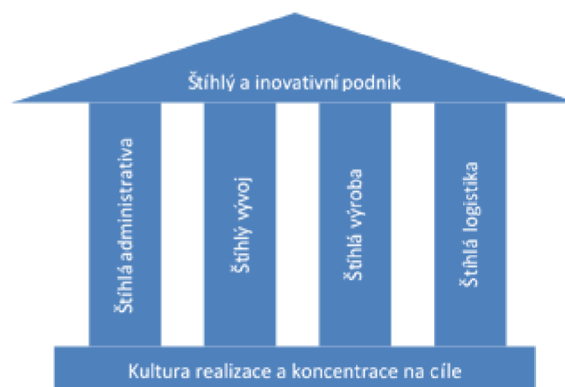 Štíhlý a inovativní podnik
Štíhlá administrativa
Štíhlý vývoj
Štíhlá výroba
Štíhlá logistika
Kultura realizace a koncentrace na cíle